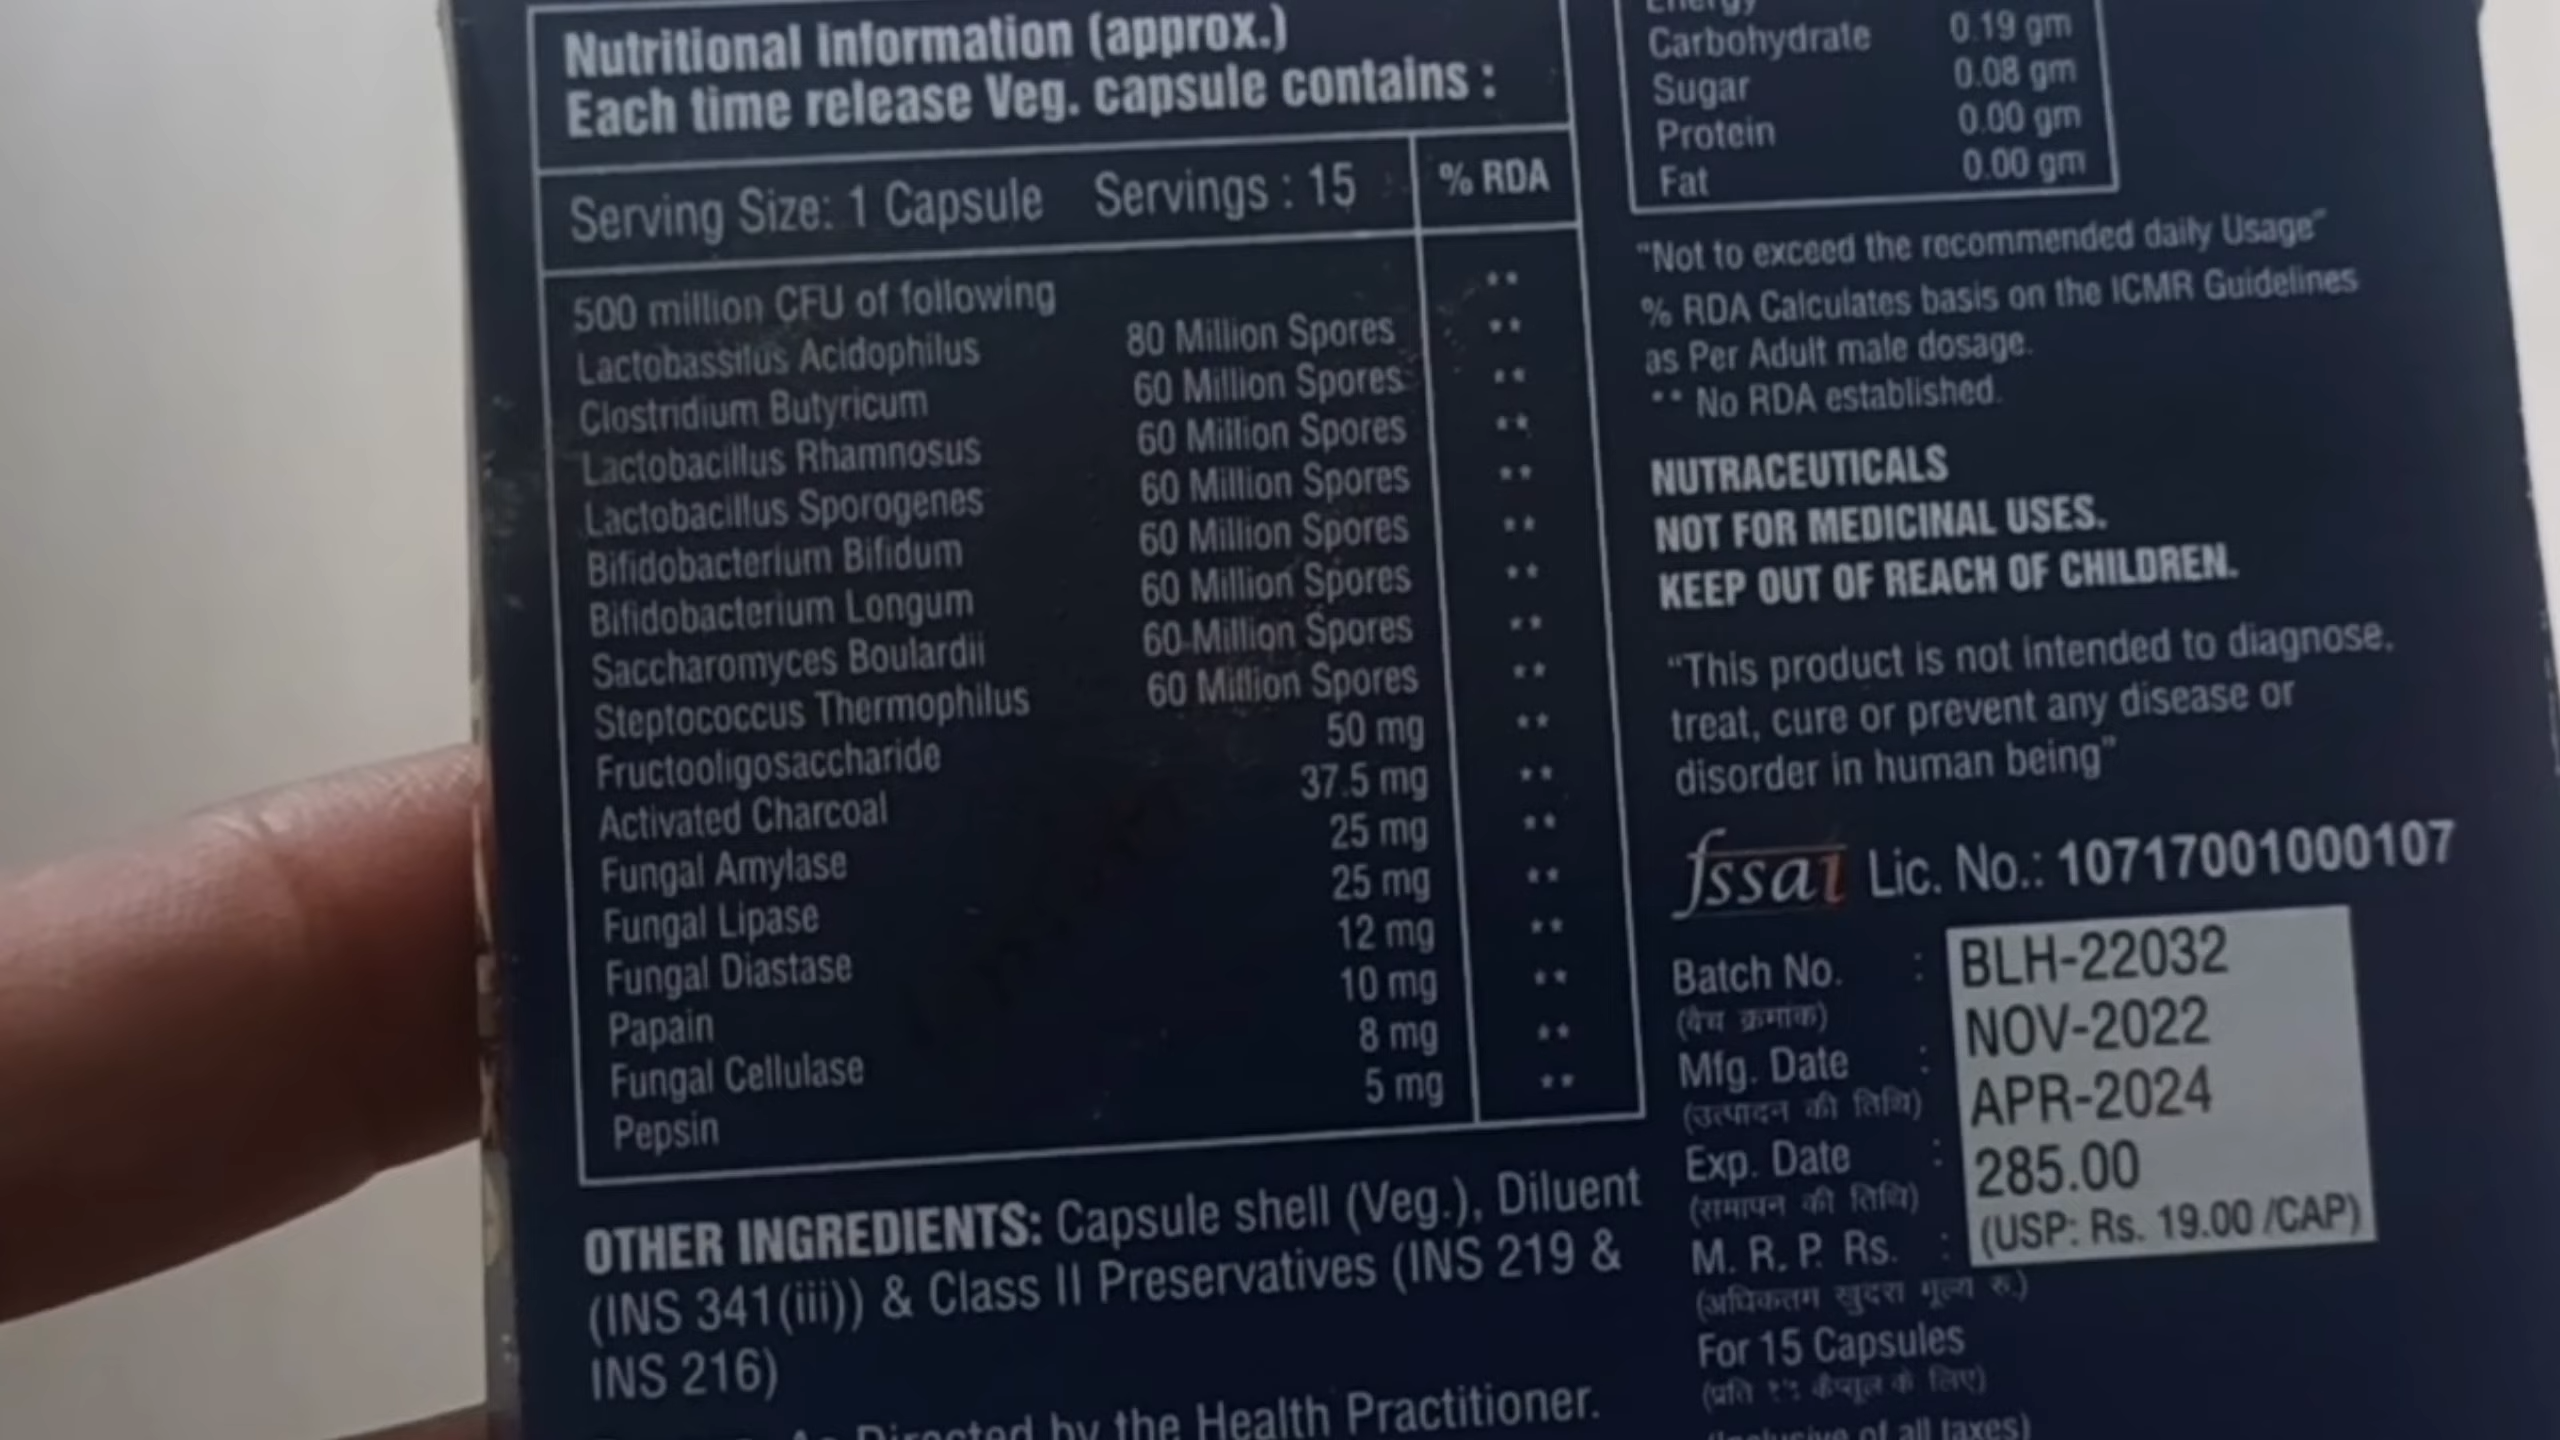 Nutritional information (approx.)
Each time release Veg. capsule contains :
Serving Size: 1 Capsule Servings : 15 % RDA
500 million CFU of following **
Lactobassilus Acidophilus 80 Million Spores **
Clostridium Butyricum 60 Million Spores **
Lactobacillus Rhamnosus 60 Million Spores **
Lactobacillus Sporogenes 60 Million Spores **
Bifidobacterium Bifidum 60 Million Spores **
Bifidobacterium Longum 60 Million Spores **
Saccharomyces Boulardii 60 Million Spores **
Steptococcus Thermophilus 60 Million Spores **
Fructooligosaccharide 50 mg **
Activated Charcoal 37.5 mg **
Fungal Amylase 25 mg **
Fungal Lipase 25 mg **
Fungal Diastase 12 mg **
Papain 10 mg **
Fungal Cellulase 8 mg **
Pepsin 5 mg **
OTHER INGREDIENTS: Capsule shell (Veg.), Diluent
(INS 341(iii)) & Class II Preservatives (INS 219 &
INS 216)
As Directed by the Health Practitioner.
Energy
Carbohydrate 0.19 gm
Sugar 0.08 gm
Protein 0.00 gm
Fat 0.00 gm
"Not to exceed the recommended daily Usage"
% RDA Calculates basis on the ICMR Guidelines
as Per Adult male dosage.
** No RDA established.
NUTRACEUTICALS
NOT FOR MEDICINAL USES.
KEEP OUT OF REACH OF CHILDREN.
"This product is not intended to diagnose,
treat, cure or prevent any disease or
disorder in human being"
fssai Lic. No.: 10717001000107
Batch No. : BLH-22032
(बैच क्रमांक)
Mfg. Date : NOV-2022
(उत्पादन की तिथि)
Exp. Date : APR-2024
(समापन की तिथि)
M. R. P. Rs. : 285.00
(USP: Rs. 19.00 /CAP)
(अधिकतम खुदरा मूल्य रु.)
For 15 Capsules
(प्रति १५ कैप्सूल के लिए)
(Inclusive of all taxes)